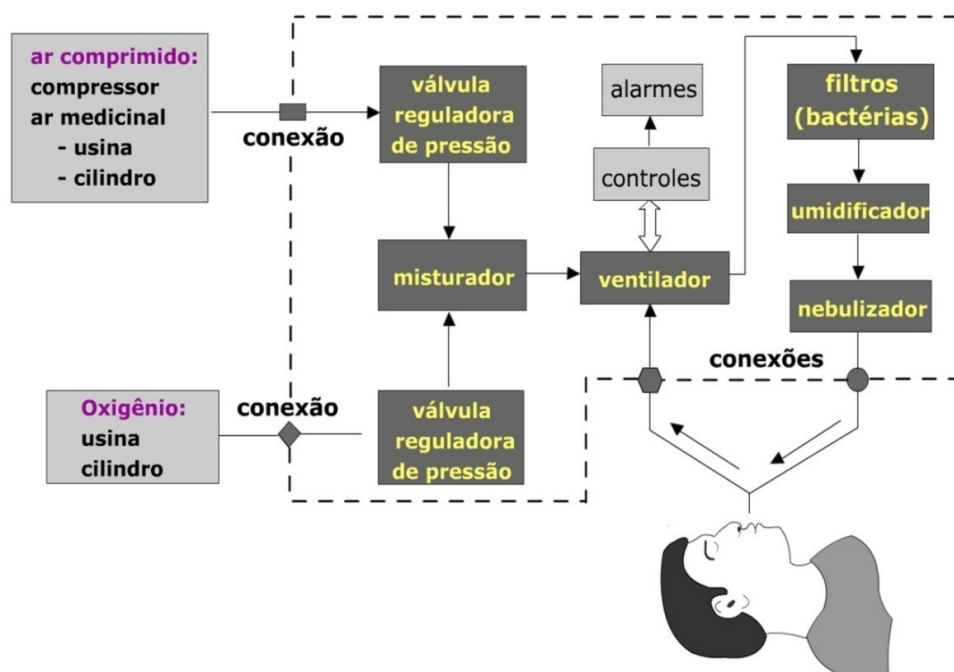 ar comprimido:
compressor
ar medicinal
- usina
- cilindro
conexão
válvula
reguladora
de pressão
alarmes
controles
filtros
(bactérias)
umidificador
misturador
ventilador
nebulizador
conexões
Oxigênio:
usina
cilindro
conexão
válvula
reguladora
de pressão